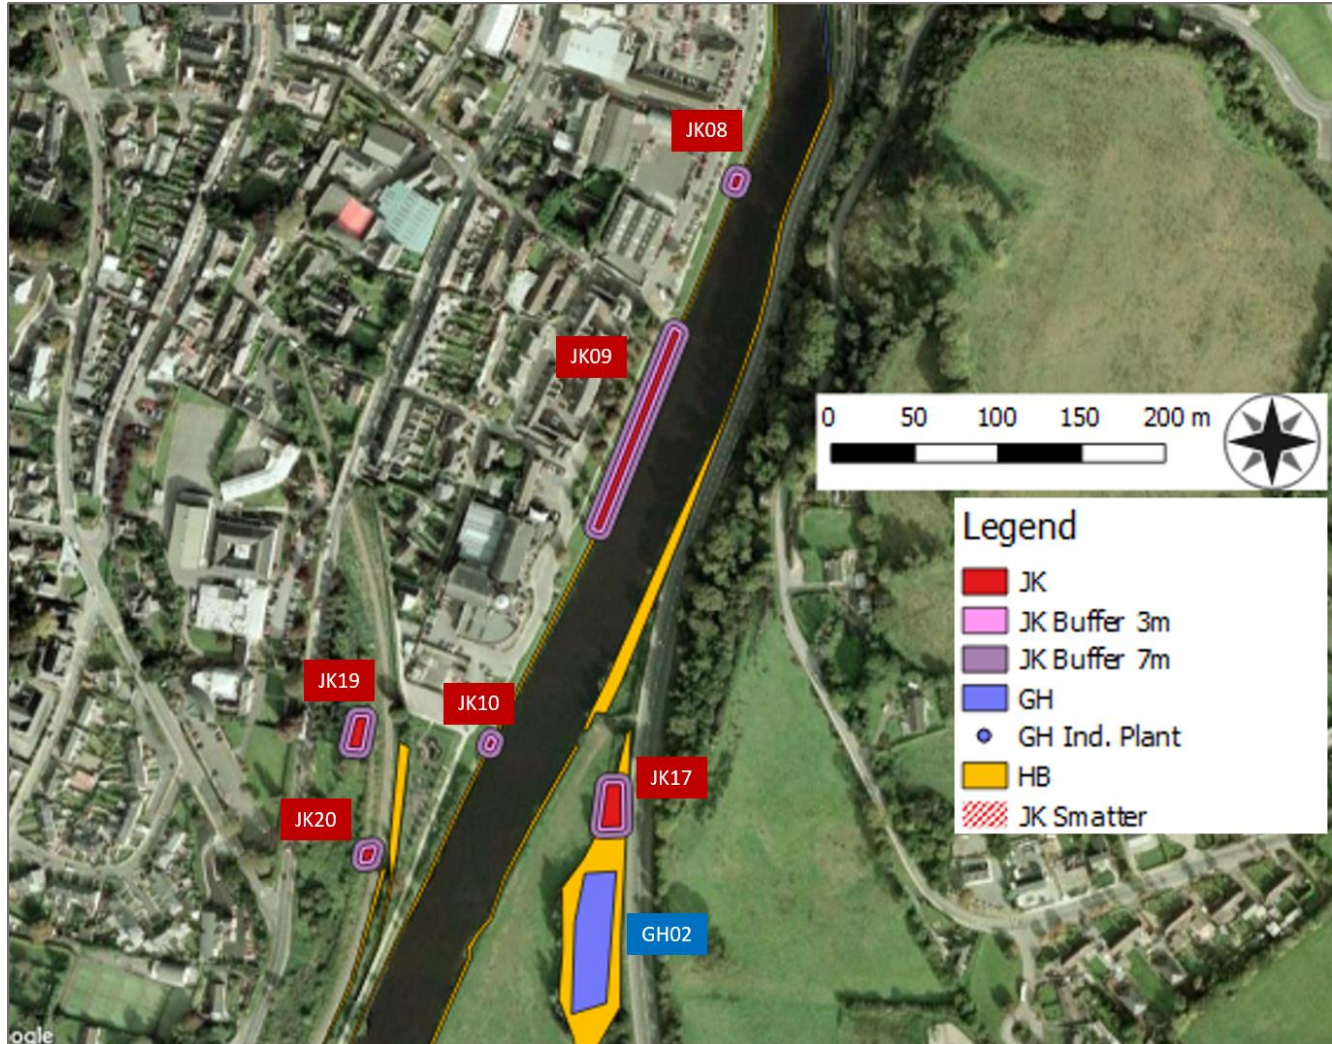 JK08
JK09
0 50 100 150 200 m
Legend
JK
JK Buffer 3m
JK Buffer 7m
GH
GH Ind. Plant
HB
JK Smatter
JK19
JK10
JK17
JK20
GH02
ogle